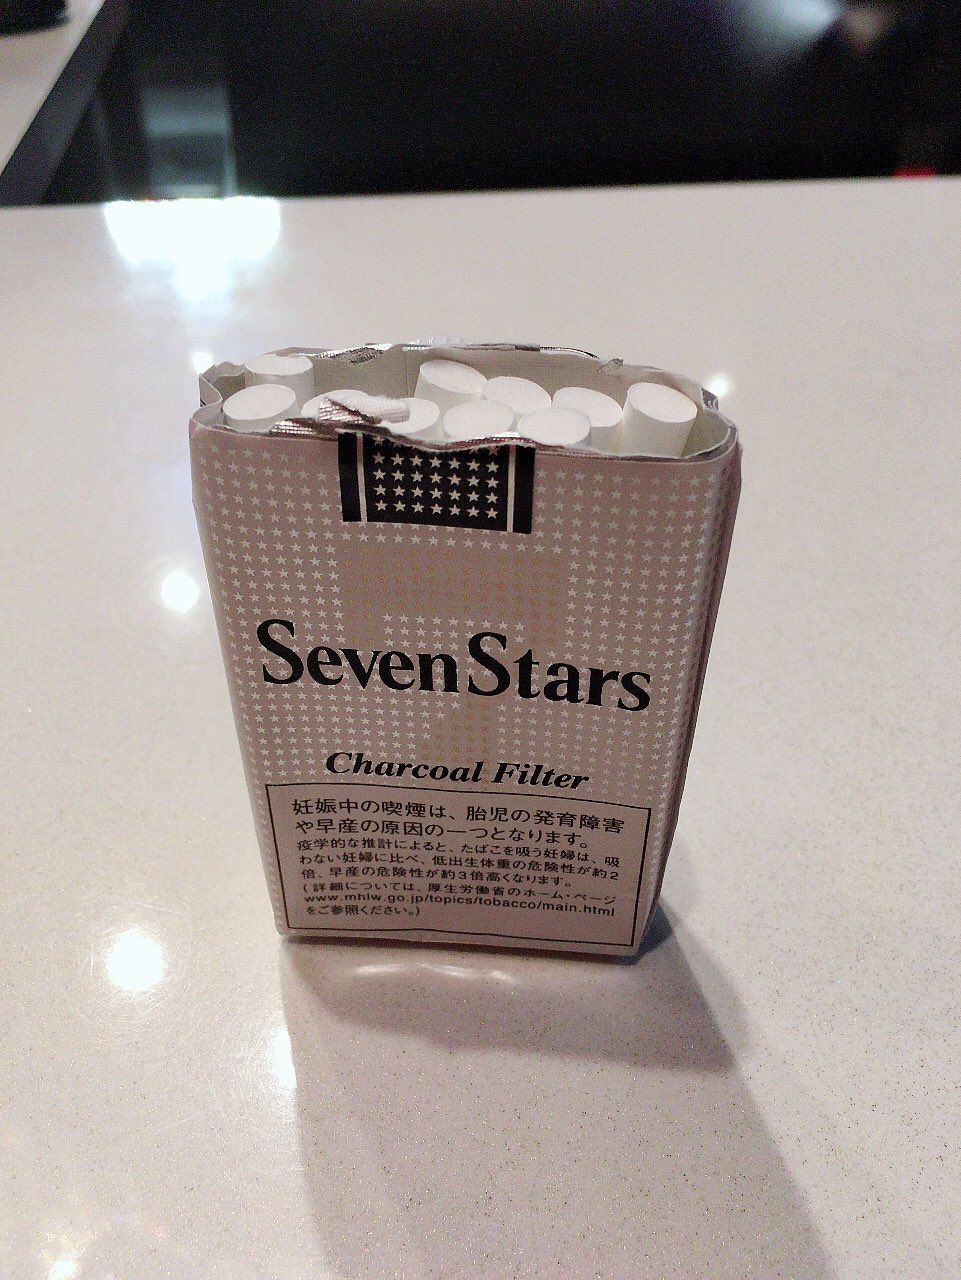 SevenStars
Charcoal Filter
妊娠中の喫煙は、胎児の発育障害
や早産の原因の一つとなります。
疫学的な推計によると、たばこを吸う妊婦は、吸
わない妊婦に比べ、低出生体重の危険性が約2
倍、早産の危険性が約3倍高くなります。
(詳細については、厚生労働省のホーム・ページ
www.mhlw.go.jp/topics/tobacco/main.html
をご参照ください。)